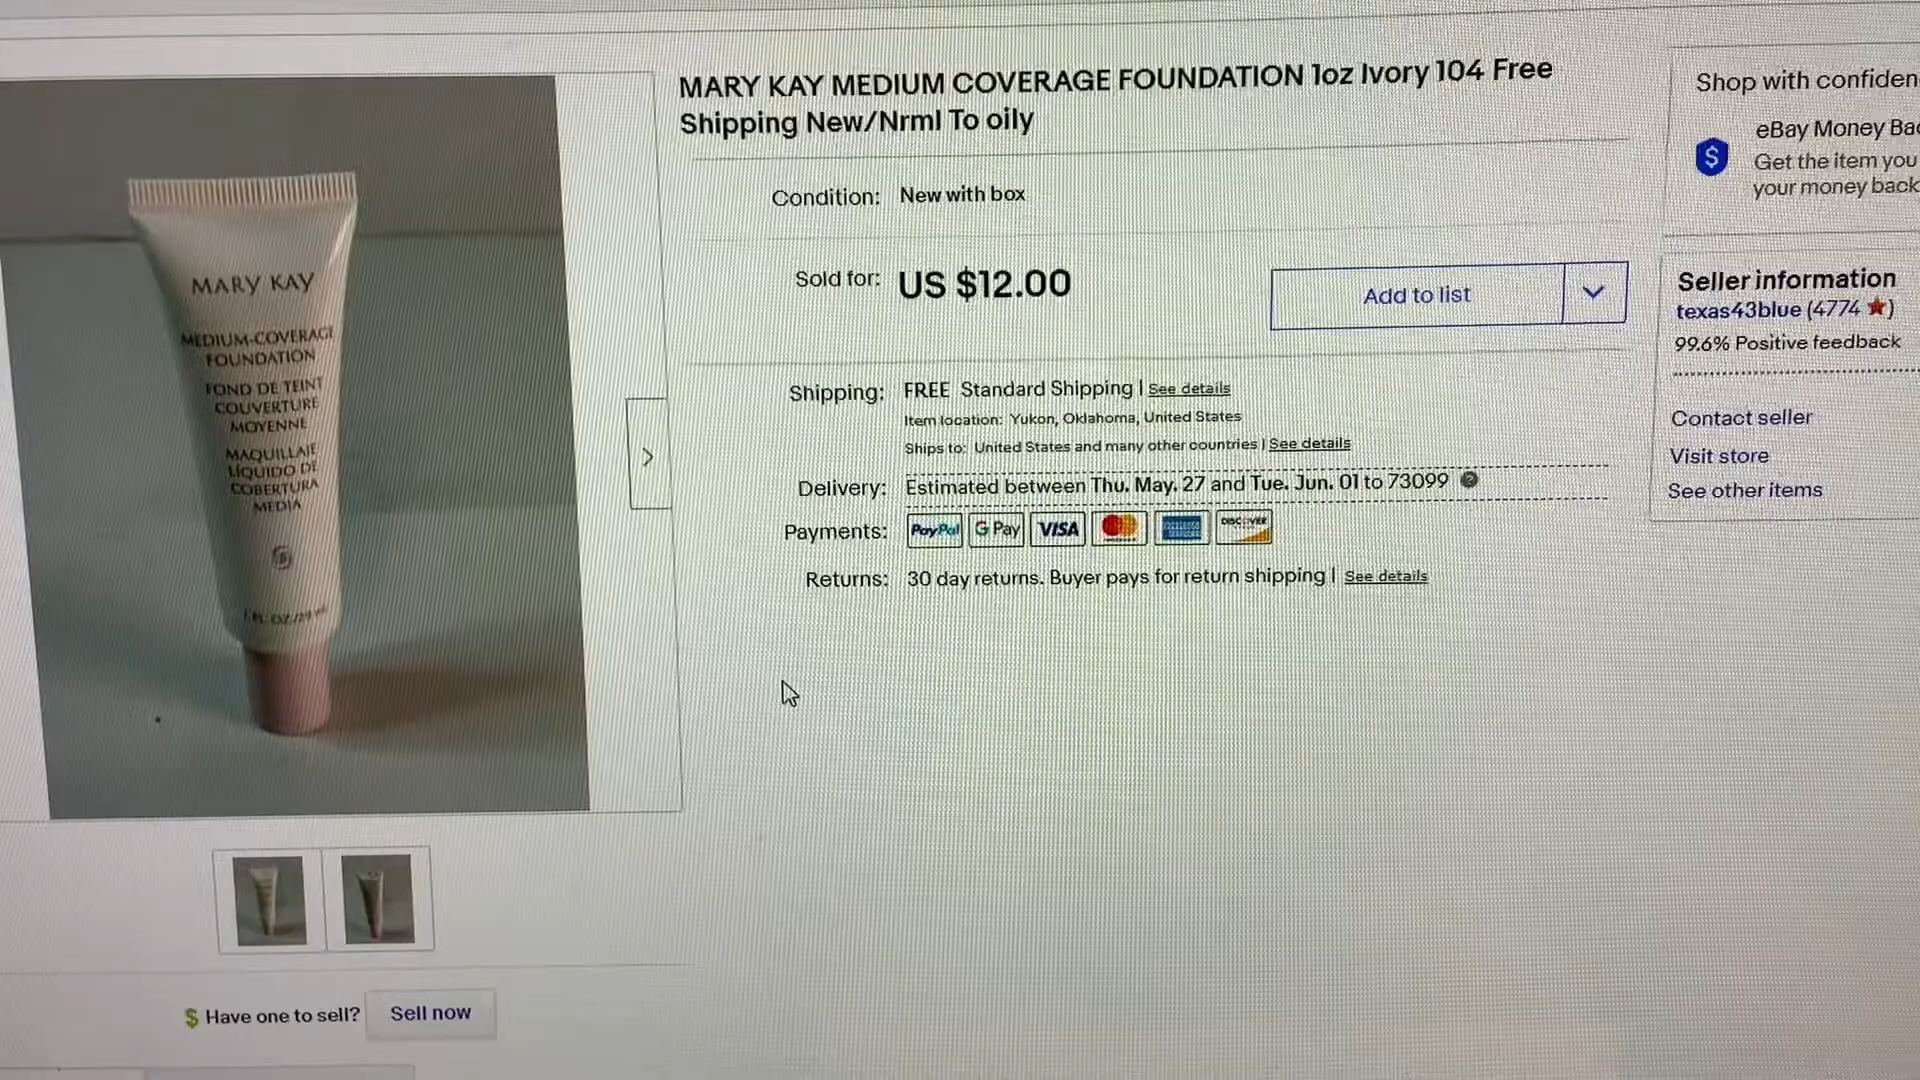 MARY KAY MEDIUM COVERAGE FOUNDATION 1oz Ivory 104 Free
Shipping New/Nrml To oily
Condition: New with box
Sold for: US $12.00
Add to list
Shipping: FREE Standard Shipping | See details
Item location: Yukon, Oklahoma, United States
Ships to: United States and many other countries | See details
Delivery: Estimated between Thu. May. 27 and Tue. Jun. 01 to 73099
Payments: PayPal G Pay VISA DISCOVER
Returns: 30 day returns. Buyer pays for return shipping | See details
Shop with confiden
eBay Money Bac
$
Get the item you
your money back
Seller information
texas43blue (4774 ★)
99.6% Positive feedback
Contact seller
Visit store
See other items
MARY KAY
MEDIUM-COVERAGE
FOUNDATION
FOND DE TEINT
COUVERTURE
MOYENNE
MAQUILLAJE
LÍQUIDO DE
COBERTURA
MEDIA
$ Have one to sell? Sell now